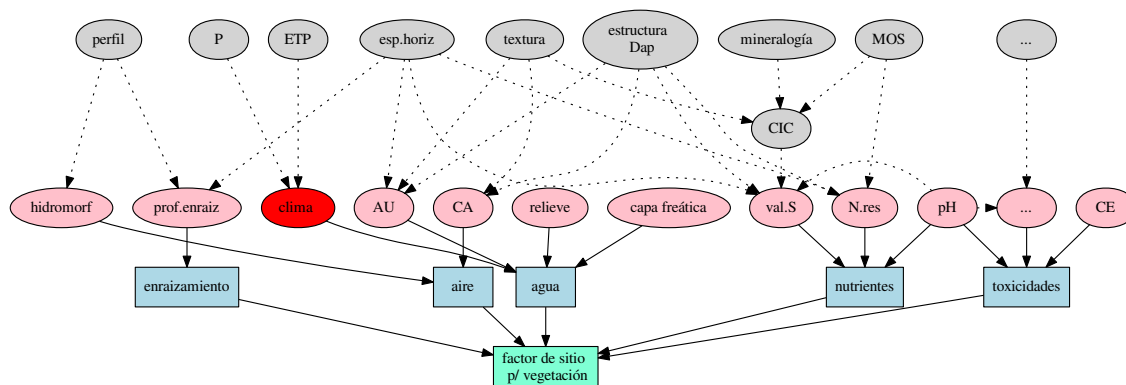 perfil
P
ETP
esp.horiz
textura
estructura
Dap
mineralogía
MOS
...
CIC
hidromorf
prof.enraiz
clima
AU
CA
relieve
capa freática
val.S
N.res
pH
...
CE
enraizamiento
aire
agua
nutrientes
toxicidades
factor de sitio
p/ vegetación